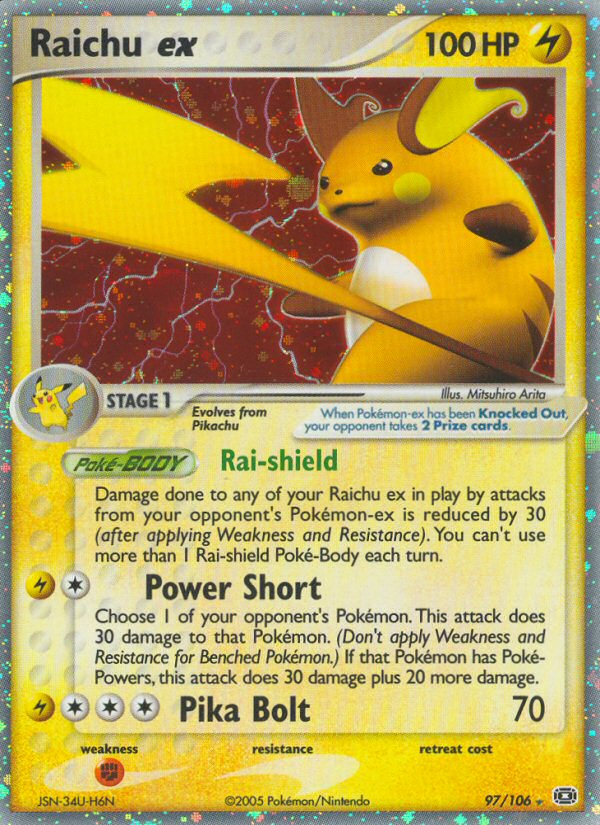 Raichu ex 100 HP
Illus. Mitsuhiro Arita
STAGE 1
Evolves from
Pikachu
When Pokémon-ex has been Knocked Out,
your opponent takes 2 Prize cards.
Poké-BODY Rai-shield
Damage done to any of your Raichu ex in play by attacks
from your opponent's Pokémon-ex is reduced by 30
(after applying Weakness and Resistance). You can't use
more than 1 Rai-shield Poké-Body each turn.
Power Short
Choose 1 of your opponent's Pokémon. This attack does
30 damage to that Pokémon. (Don't apply Weakness and
Resistance for Benched Pokémon.) If that Pokémon has Poké-
Powers, this attack does 30 damage plus 20 more damage.
Pika Bolt 70
weakness resistance retreat cost
JSN-34U-H6N ©2005 Pokémon/Nintendo 97/106